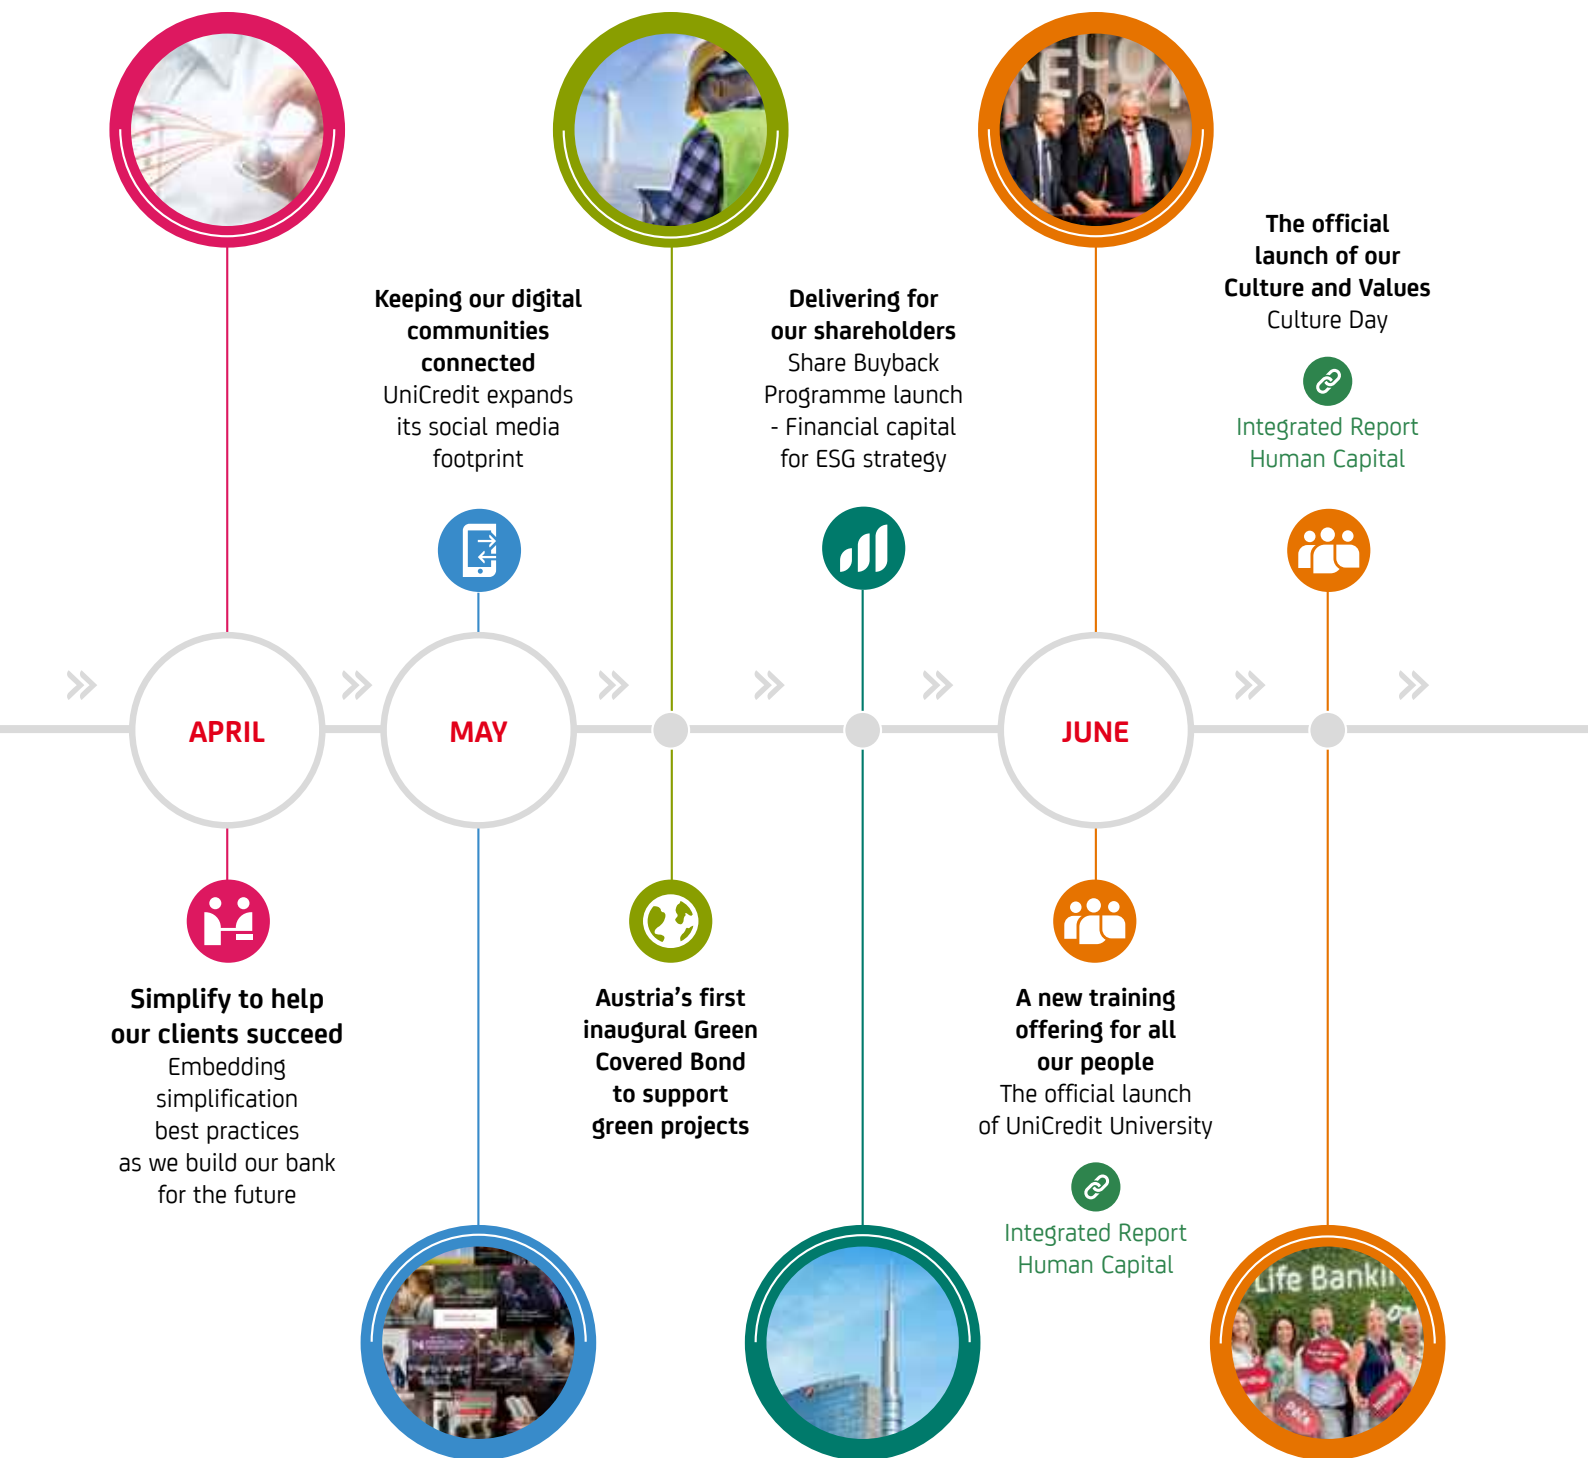 The official
launch of our
Culture and Values
Culture Day
Integrated Report
Human Capital
Keeping our digital
communities
connected
UniCredit expands
its social media
footprint
Delivering for
our shareholders
Share Buyback
Programme launch
- Financial capital
for ESG strategy
APRIL
MAY
JUNE
Simplify to help
our clients succeed
Embedding
simplification
best practices
as we build our bank
for the future
Austria’s first
inaugural Green
Covered Bond
to support
green projects
A new training
offering for all
our people
The official launch
of UniCredit University
Integrated Report
Human Capital
Life Bankin